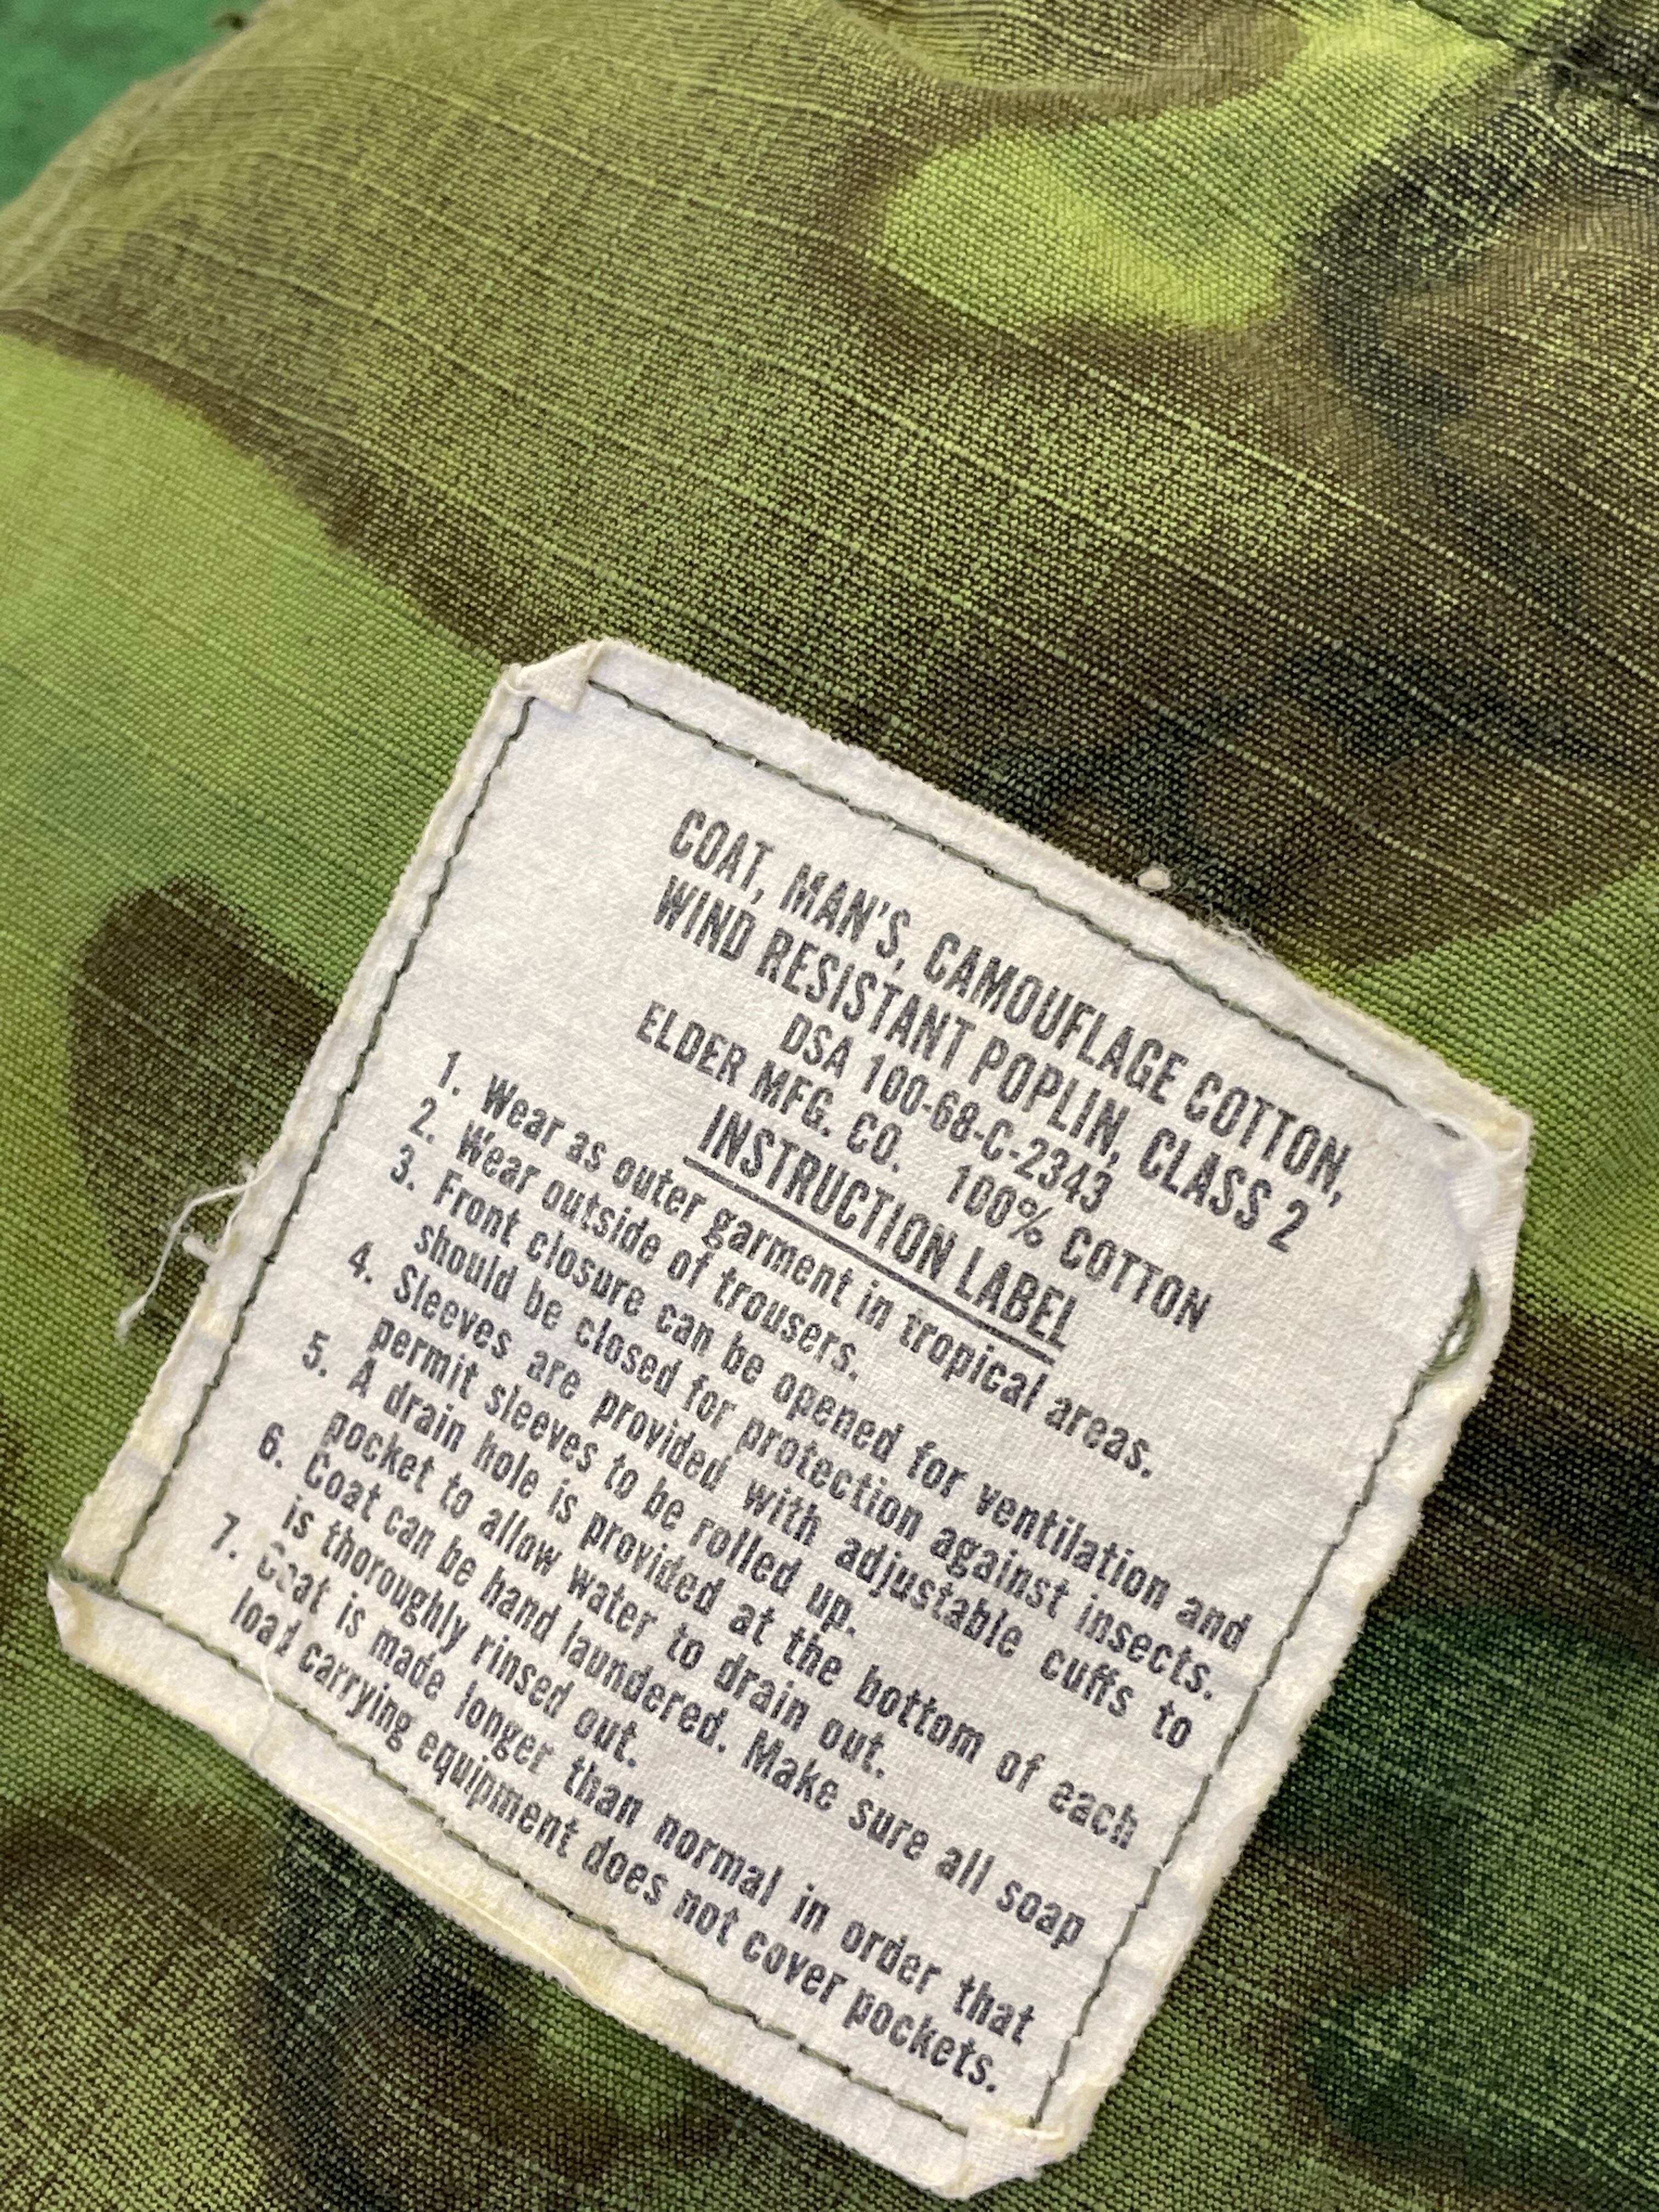 COAT, MAN'S, CAMOUFLAGE COTTON,
WIND RESISTANT POPLIN, CLASS 2
DSA 100-68-C-2343
ELDER MFG. CO. 100% COTTON
INSTRUCTION LABEL
1. Wear as outer garment in tropical areas.
2. Wear outside of trousers.
3. Front closure can be opened for ventilation and
should be closed for protection against insects.
4. Sleeves are provided with adjustable cuffs to
permit sleeves to be rolled up.
5. A drain hole is provided at the bottom of each
pocket to allow water to drain out.
6. Coat can be hand laundered. Make sure all soap
is thoroughly rinsed out.
7. Coat is made longer than normal in order that
load carrying equipment does not cover pockets.